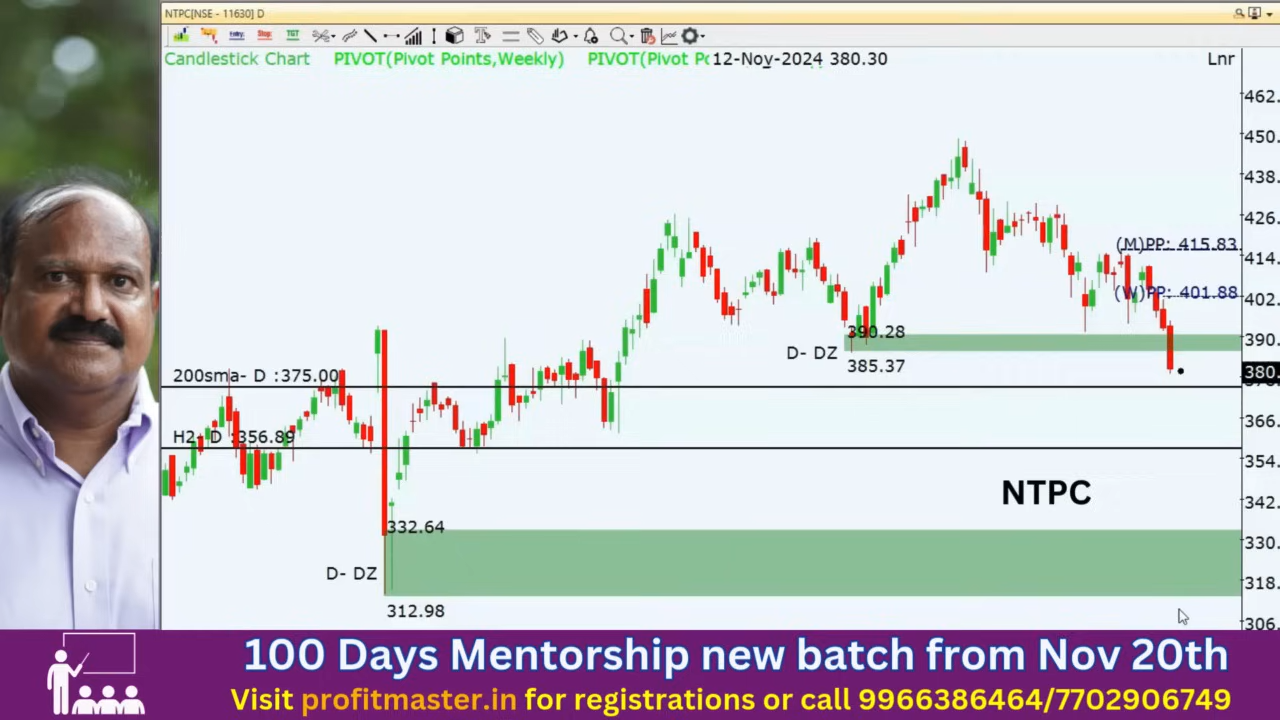 NTPC[NSE - 11630] D
Entry Stop TGT
Candlestick Chart PIVOT(Pivot Points,Weekly) PIVOT(Pivot Pc 12-Nov-2024 380.30 Lnr
462.
450.
438.
426.
(M)PP: 415.83
414.
(W)PP: 401.88
402.
390.28
390.
D- DZ
385.37
200sma- D :375.00
380.
366.
H2- D :356.89
354.
NTPC
342.
332.64
330.
D- DZ
318.
312.98
306.
100 Days Mentorship new batch from Nov 20th
Visit profitmaster.in for registrations or call 9966386464/7702906749